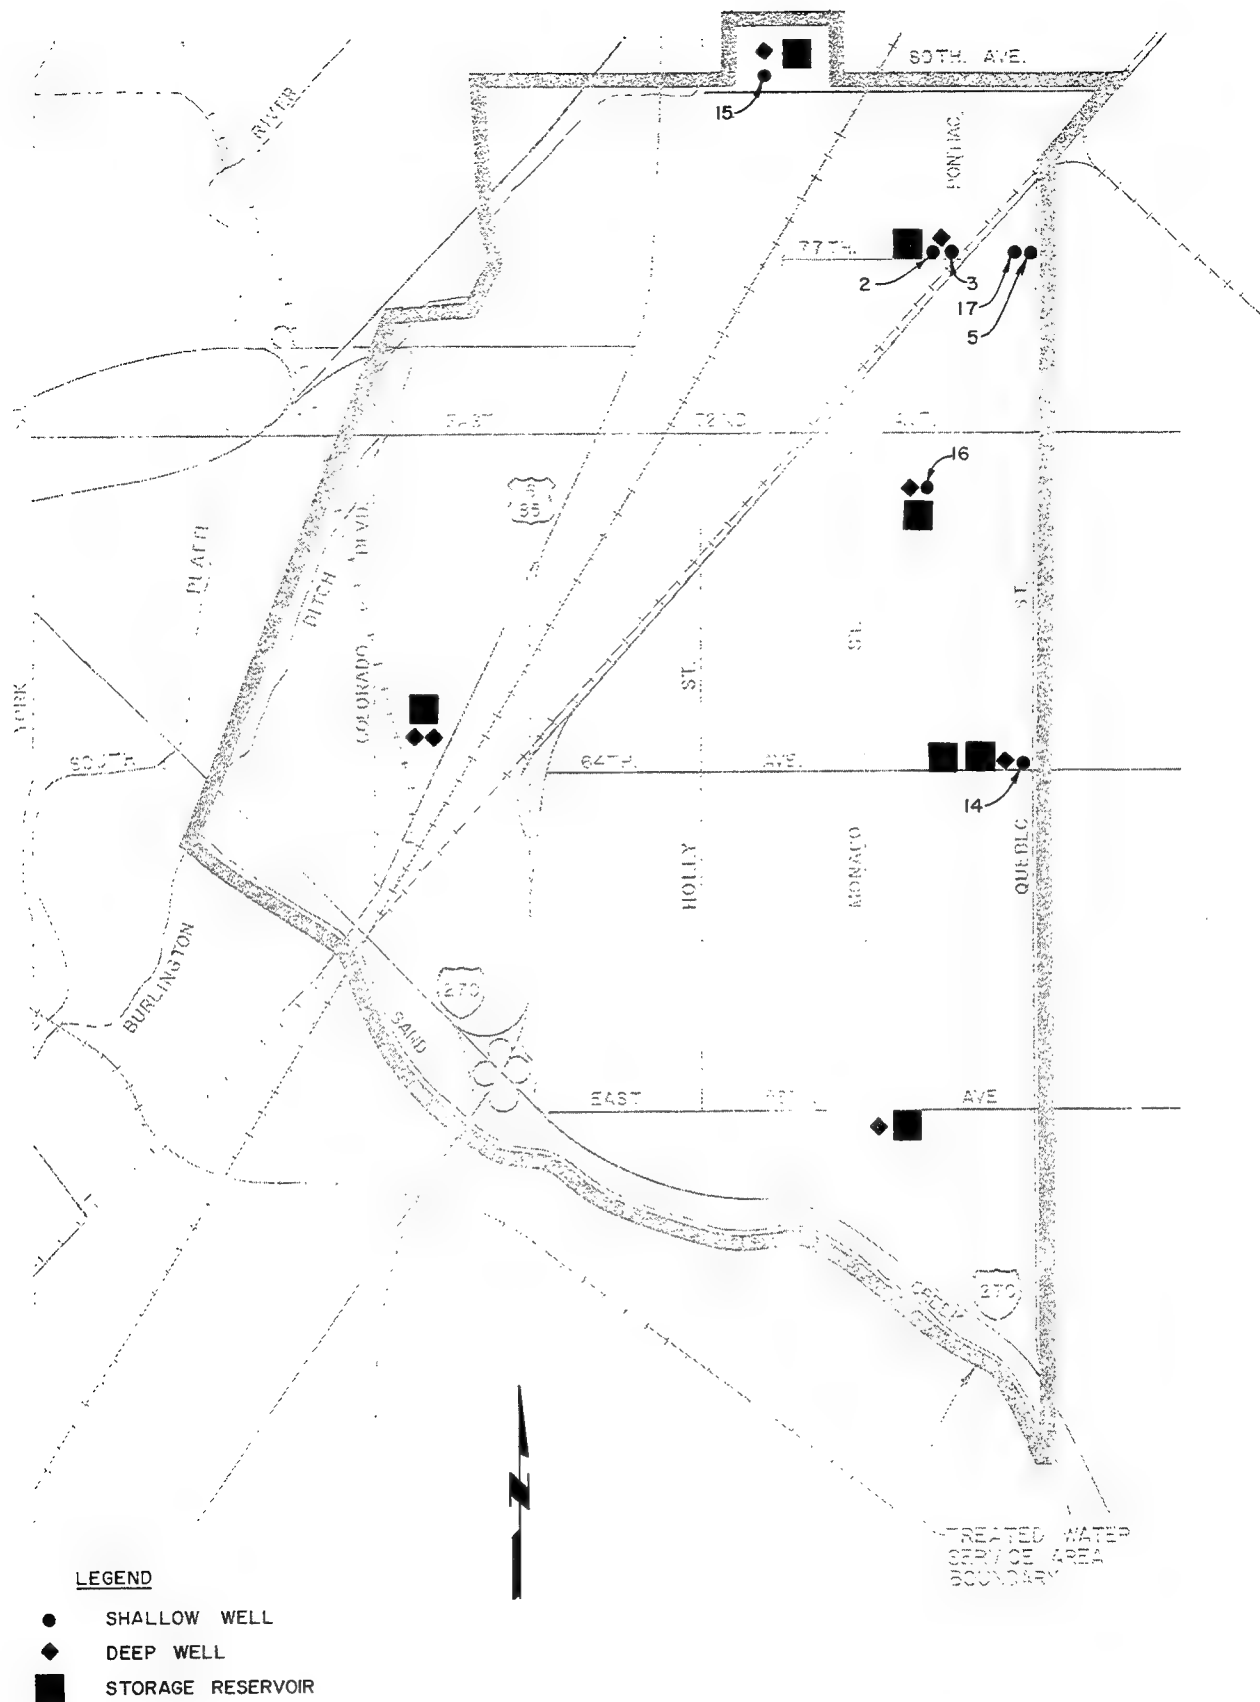 80TH. AVE.
RIVER
15
PONTIAC
77TH.
2
3
17
5
EAST 72ND
16
85
PLATTE
DITCH
COLORADO BLVD.
ST.
ST.
YORK
SOUTH
64TH. AVE.
14
HOLLY
MONACO
QUEBEC
BURLINGTON
270
SAND
EAST
AVE
270
CREEK
TREATED WATER
SERVICE AREA
BOUNDARY
N
LEGEND
SHALLOW WELL
DEEP WELL
STORAGE RESERVOIR